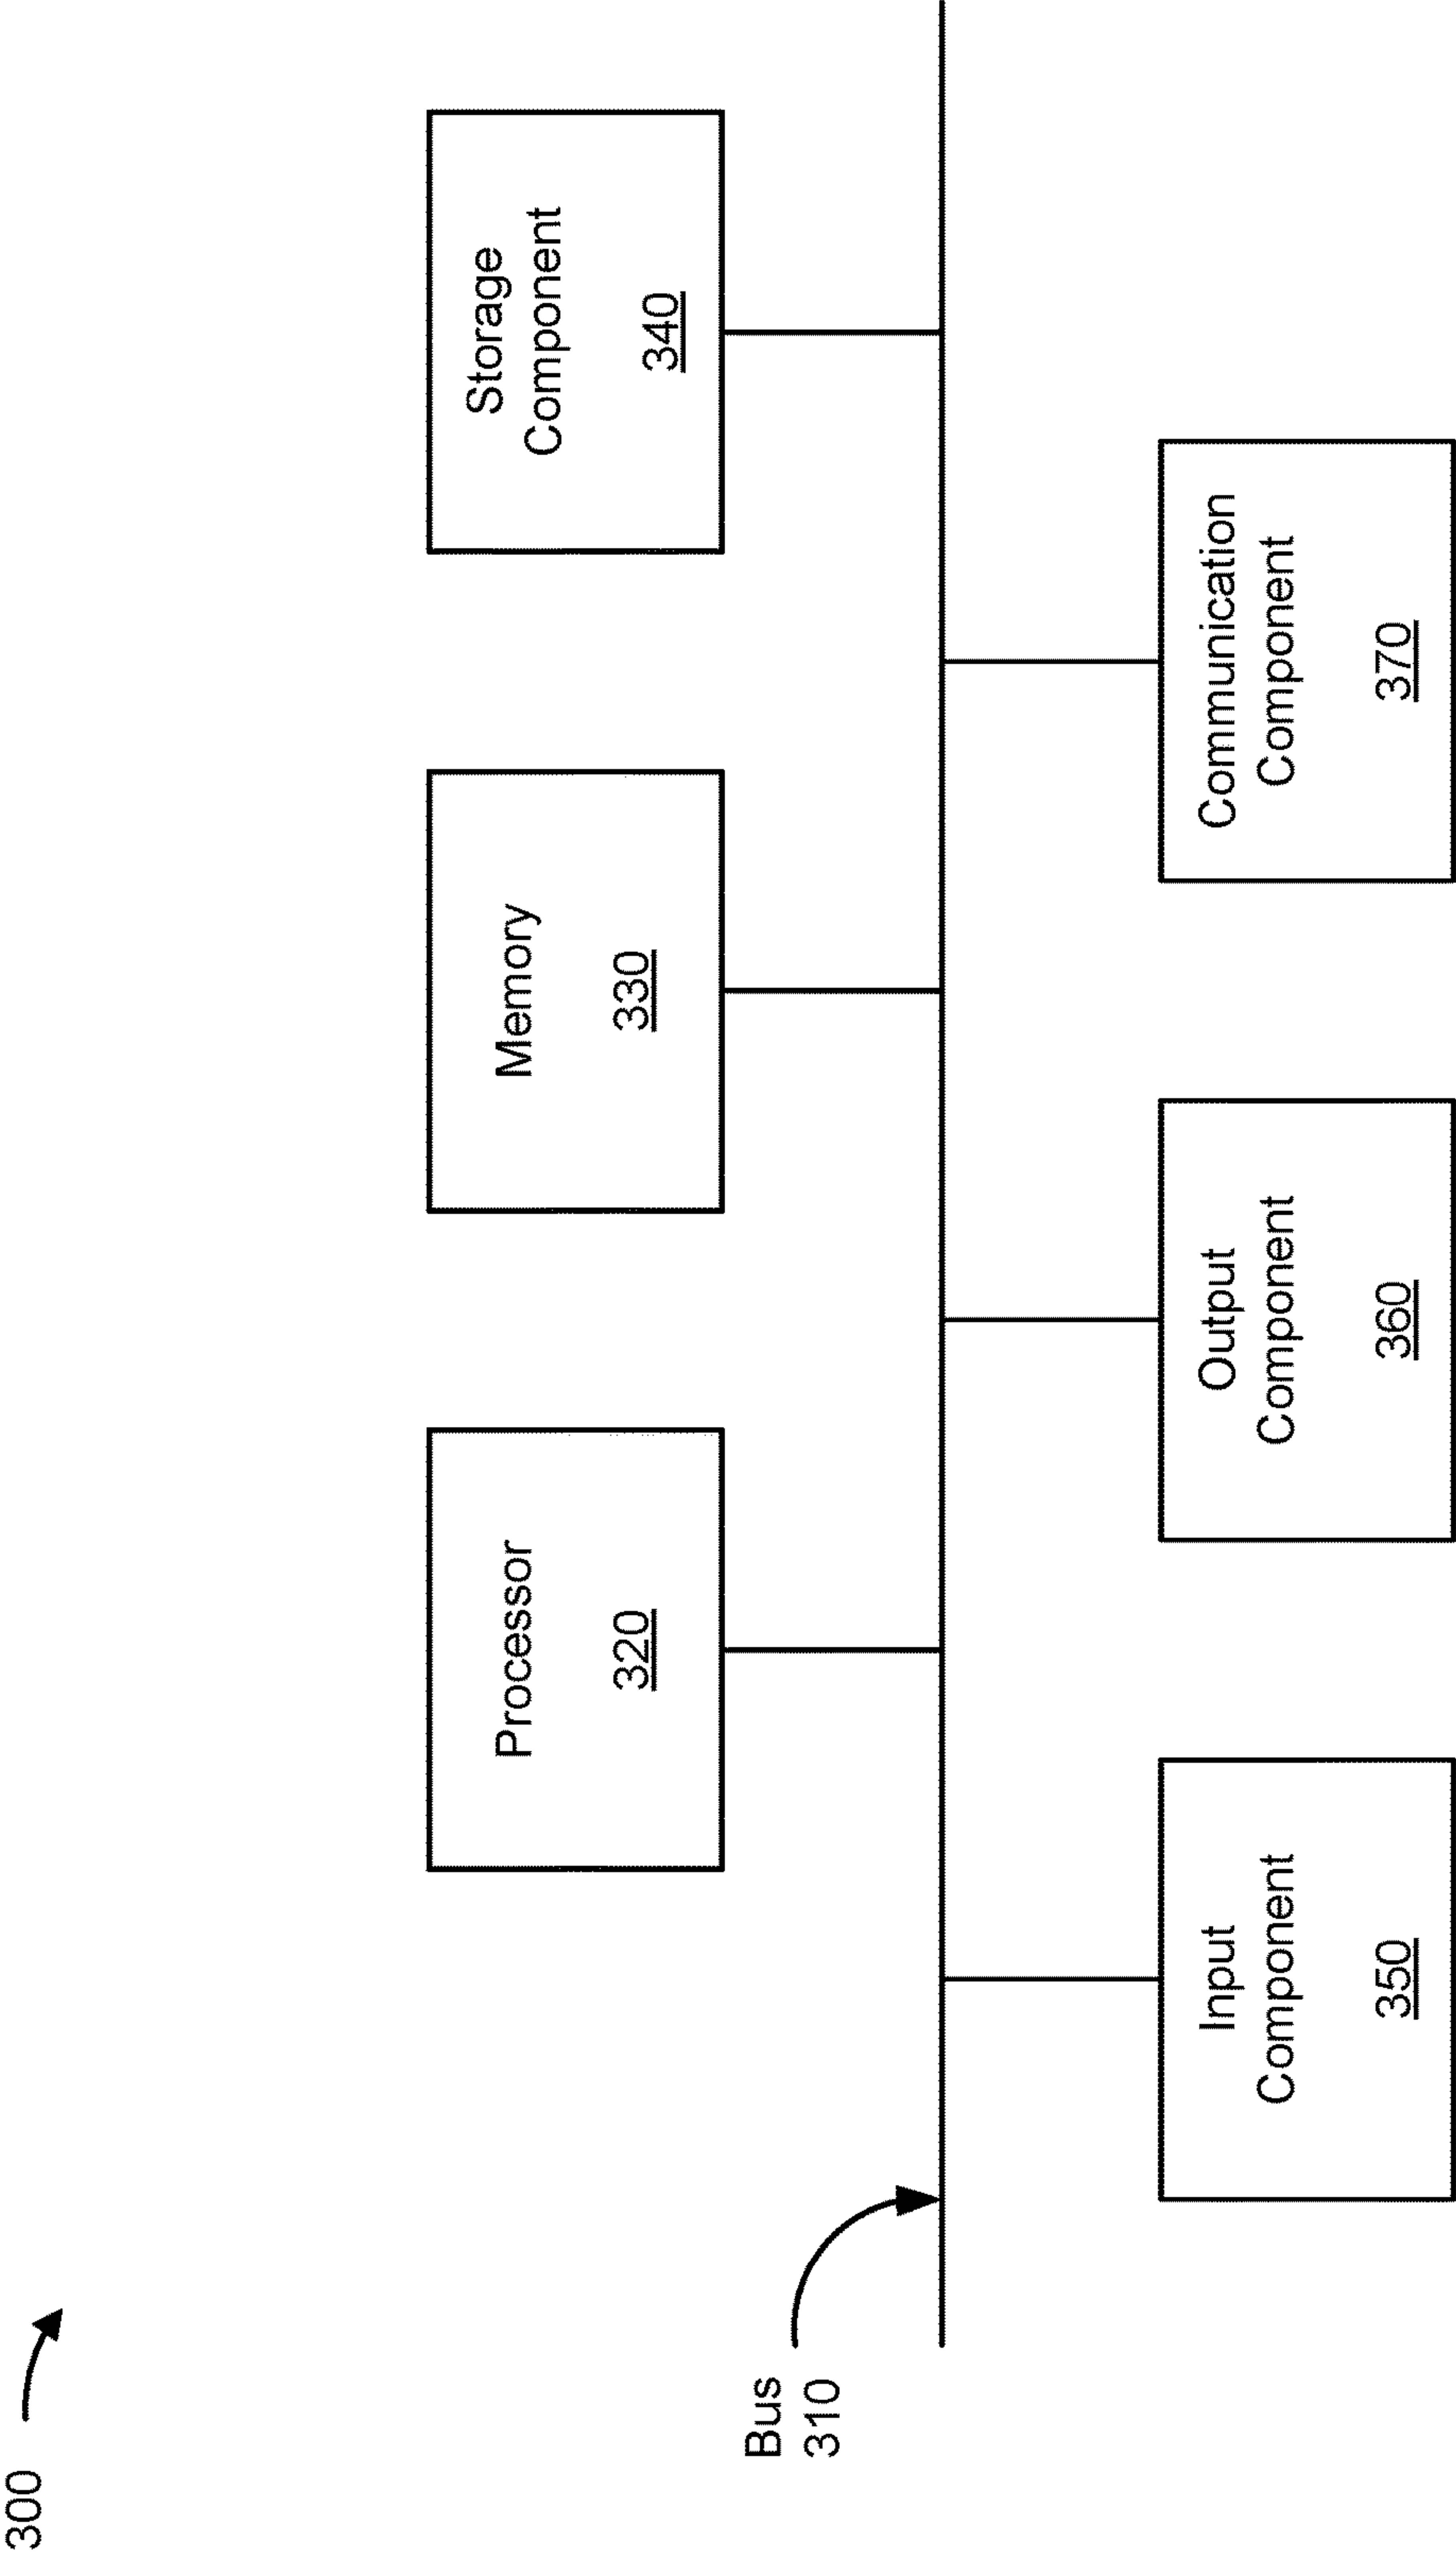 300
Processor
320
Memory
330
Storage
Component
340
Bus
310
Input
Component
350
Output
Component
360
Communication
Component
370